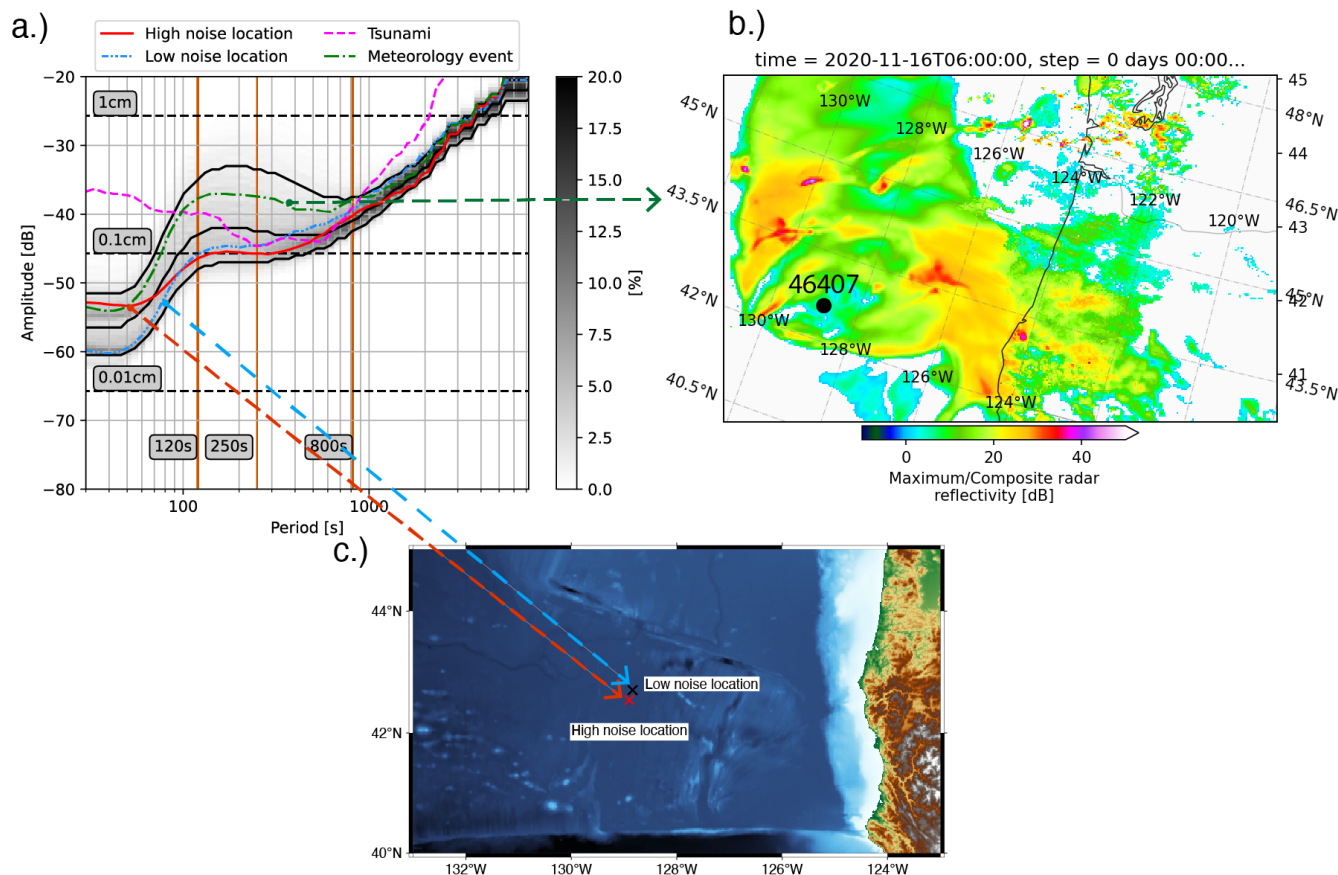 a.)
High noise location
Low noise location
Tsunami
Meteorology event
−20
−30
−40
−50
−60
−70
−80
Amplitude [dB]
1cm
0.1cm
0.01cm
120s
250s
800s
100
1000
Period [s]
20.0
17.5
15.0
12.5
10.0
7.5
5.0
2.5
0.0
[%]
b.)
time = 2020-11-16T06:00:00, step = 0 days 00:00...
45°N
43.5°N
42°N
40.5°N
130°W
128°W
126°W
124°W
122°W
120°W
46407
130°W
128°W
126°W
124°W
45
48°N
44
46.5°N
43
45°N
42
41
43.5°N
0
20
40
Maximum/Composite radar
reflectivity [dB]
c.)
44°N
42°N
40°N
132°W
130°W
128°W
126°W
124°W
Low noise location
High noise location